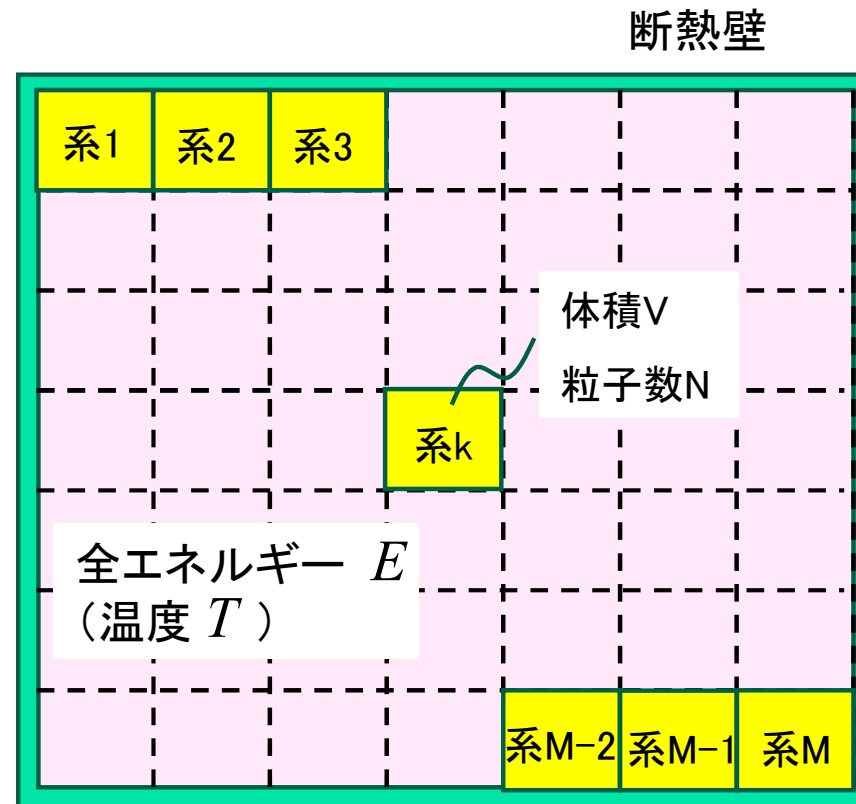 断熱壁
系1
系2
系3
体積V
粒子数N
系k
全エネルギー E
(温度 T )
系M-2
系M-1
系M